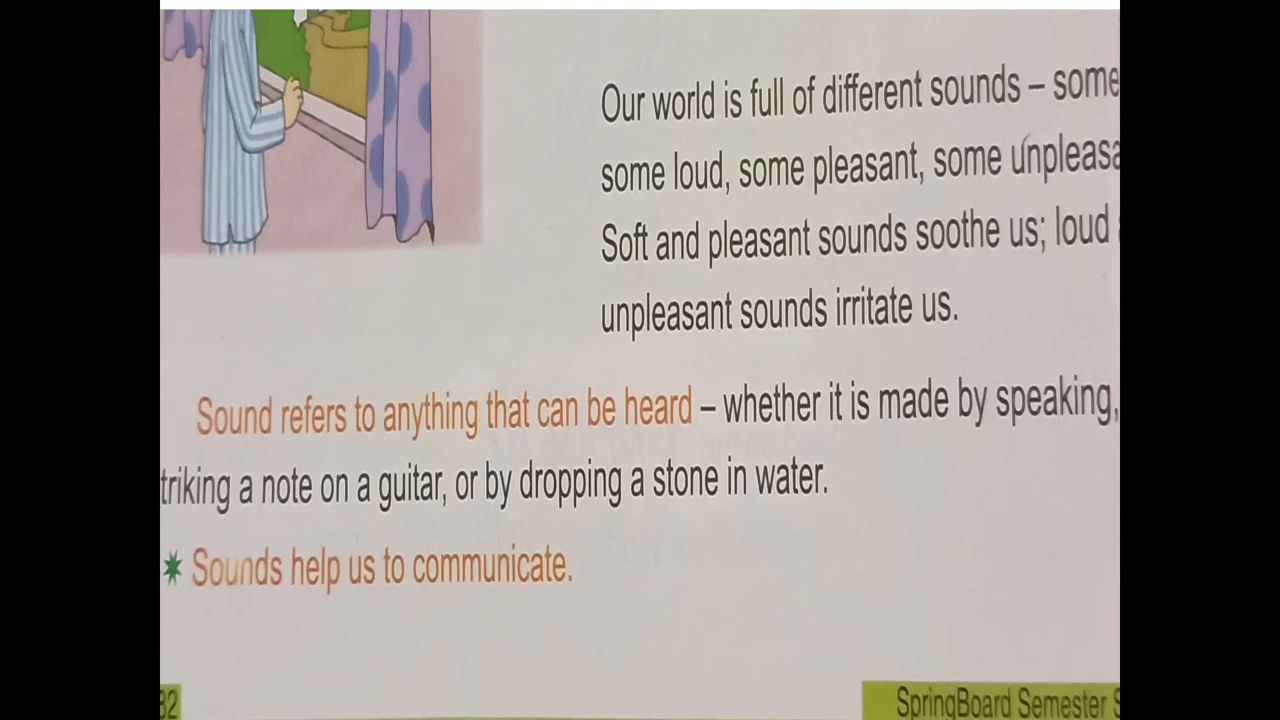 Our world is full of different sounds – some
some loud, some pleasant, some unpleasa
Soft and pleasant sounds soothe us; loud
unpleasant sounds irritate us.
Sound refers to anything that can be heard – whether it is made by speaking,
triking a note on a guitar, or by dropping a stone in water.
Sounds help us to communicate.
32 SpringBoard Semester S